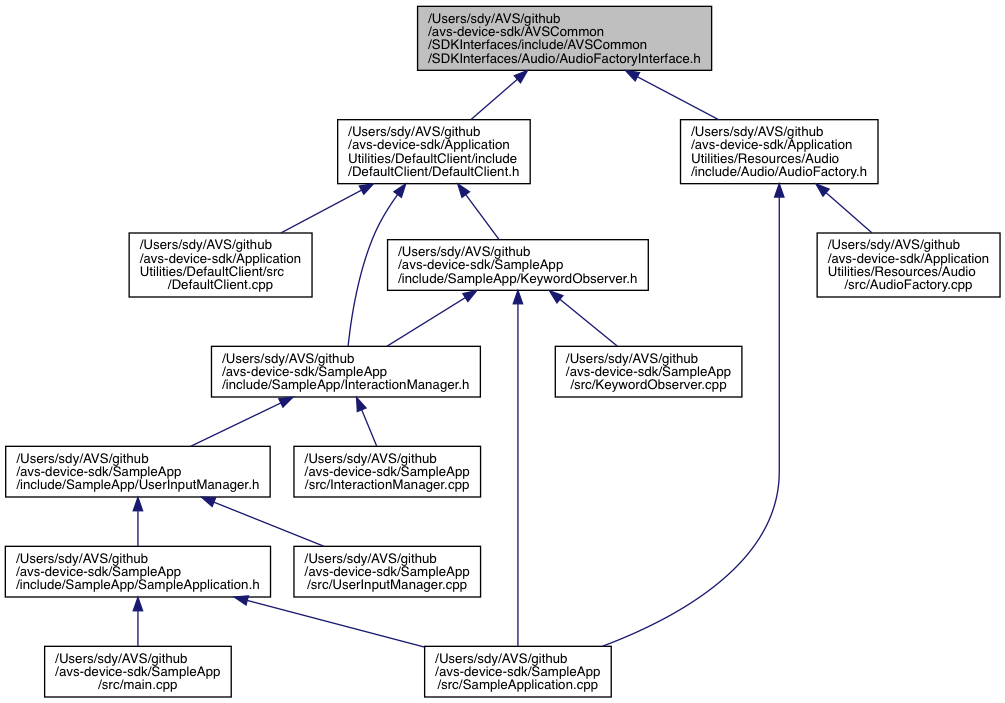 /Users/sdy/AVS/github
/avs-device-sdk/AVSCommon
/SDKInterfaces/include/AVSCommon
/SDKInterfaces/Audio/AudioFactoryInterface.h
/Users/sdy/AVS/github
/avs-device-sdk/Application
Utilities/DefaultClient/include
/DefaultClient/DefaultClient.h
/Users/sdy/AVS/github
/avs-device-sdk/Application
Utilities/Resources/Audio
/include/Audio/AudioFactory.h
/Users/sdy/AVS/github
/avs-device-sdk/Application
Utilities/DefaultClient/src
/DefaultClient.cpp
/Users/sdy/AVS/github
/avs-device-sdk/SampleApp
/include/SampleApp/KeywordObserver.h
/Users/sdy/AVS/github
/avs-device-sdk/Application
Utilities/Resources/Audio
/src/AudioFactory.cpp
/Users/sdy/AVS/github
/avs-device-sdk/SampleApp
/include/SampleApp/InteractionManager.h
/Users/sdy/AVS/github
/avs-device-sdk/SampleApp
/src/KeywordObserver.cpp
/Users/sdy/AVS/github
/avs-device-sdk/SampleApp
/include/SampleApp/UserInputManager.h
/Users/sdy/AVS/github
/avs-device-sdk/SampleApp
/src/InteractionManager.cpp
/Users/sdy/AVS/github
/avs-device-sdk/SampleApp
/include/SampleApp/SampleApplication.h
/Users/sdy/AVS/github
/avs-device-sdk/SampleApp
/src/UserInputManager.cpp
/Users/sdy/AVS/github
/avs-device-sdk/SampleApp
/src/main.cpp
/Users/sdy/AVS/github
/avs-device-sdk/SampleApp
/src/SampleApplication.cpp